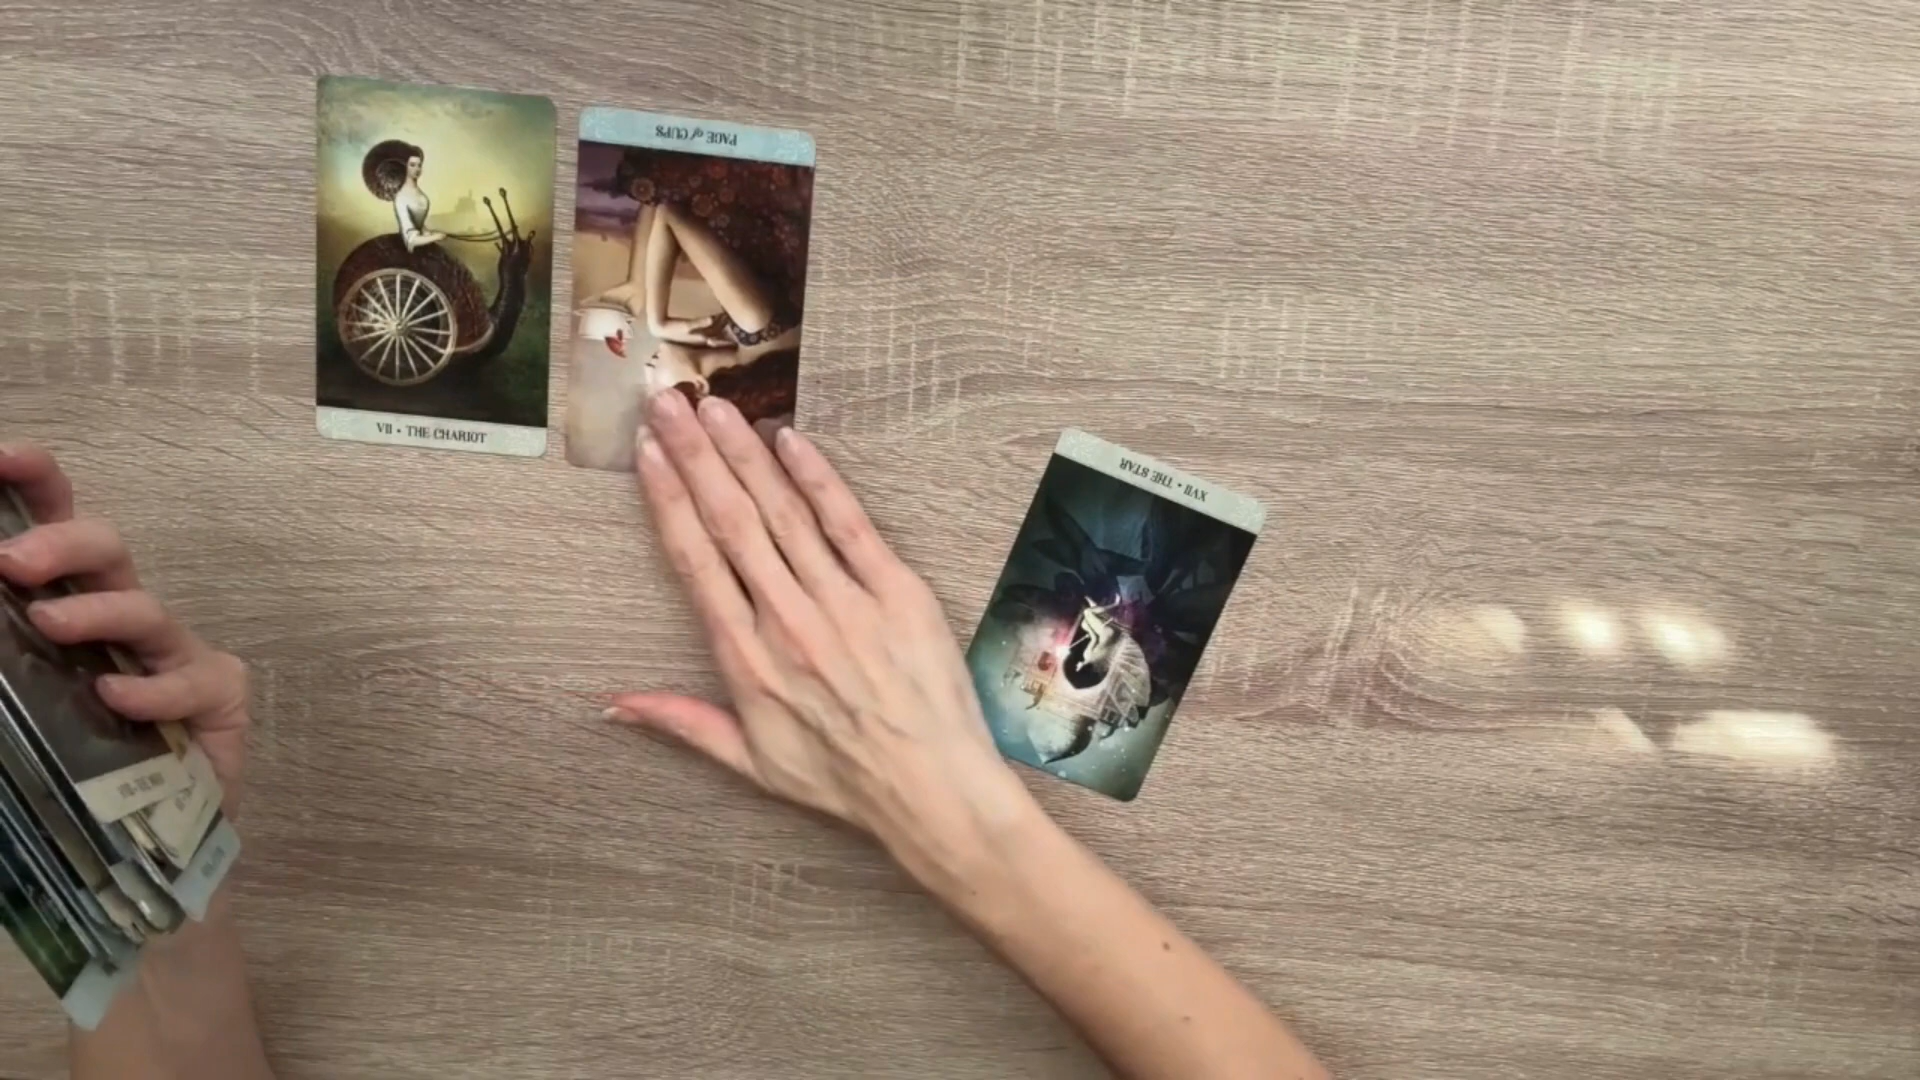 VII • THE CHARIOT
PAGE of CUPS
XVII • THE STAR